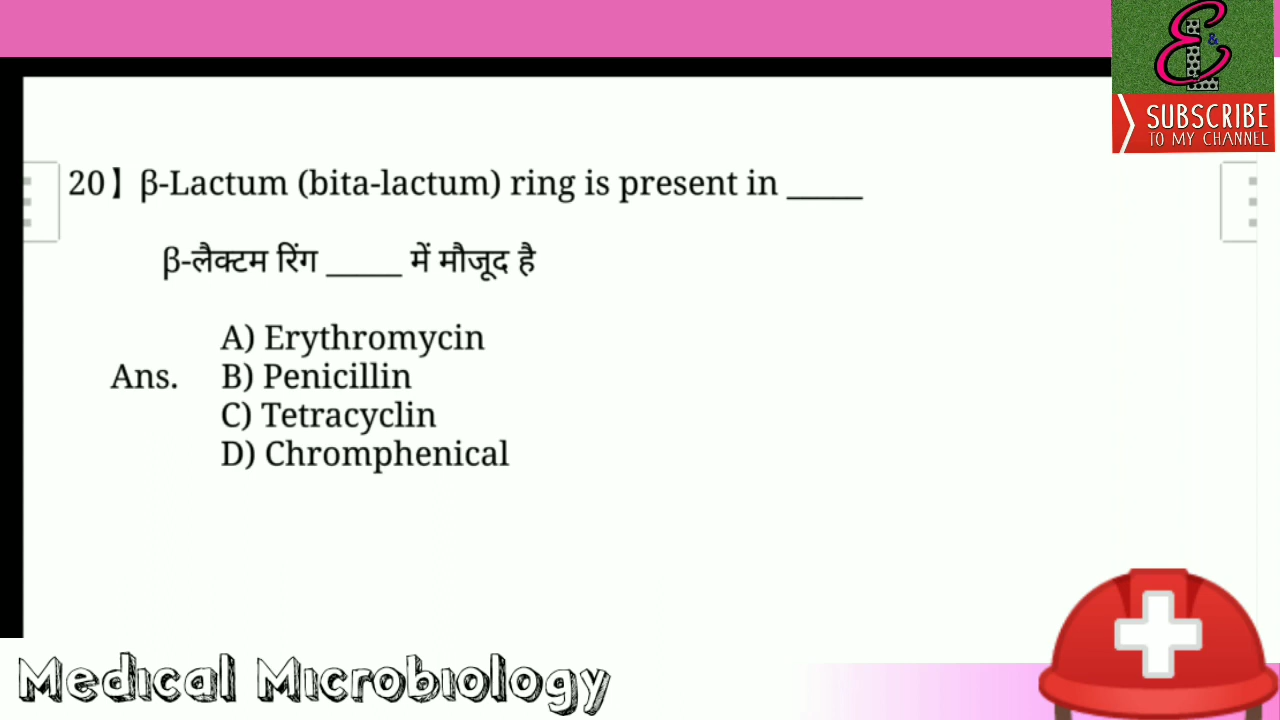 E & L
SUBSCRIBE
TO MY CHANNEL
20】 β-Lactum (bita-lactum) ring is present in _____
β-लैक्टम रिंग _____ में मौजूद है
A) Erythromycin
Ans. B) Penicillin
C) Tetracyclin
D) Chromphenical
Medical Microbiology